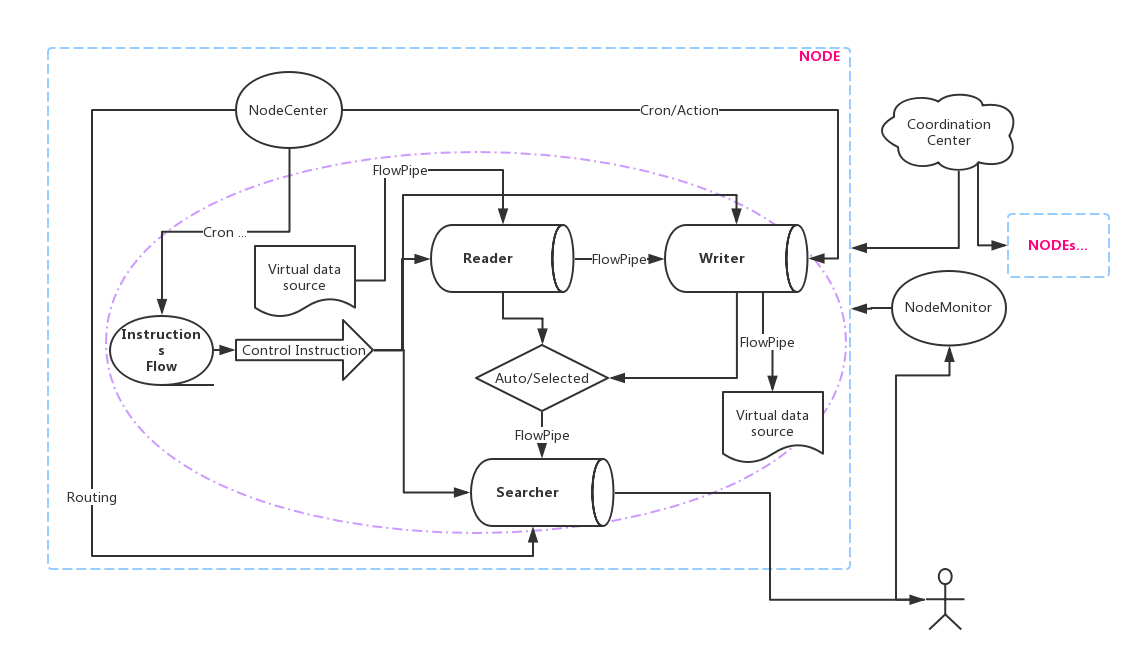 NODE
NodeCenter
Cron/Action
Coordination
Center
FlowPipe
Cron ...
NODEs...
Virtual data
source
Reader
FlowPipe
Writer
NodeMonitor
Instruction
s
Flow
Control Instruction
FlowPipe
Auto/Selected
Virtual data
source
FlowPipe
Searcher
Routing